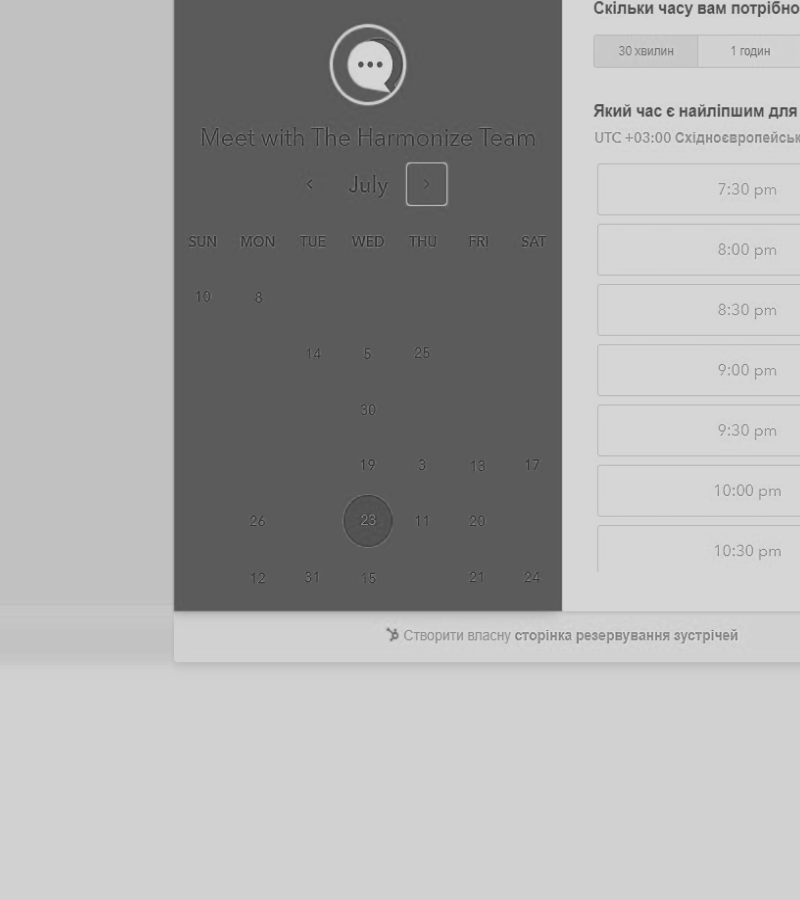 Meet with The Harmonize Team
July
SUN MON TUE WED THU FRI SAT
10 8
14 5 25
30
19 3 13 17
26 23 11 20
12 31 15 21 24
Скільки часу вам потрібно
30 хвилин 1 годин
Який час є найліпшим для
UTC +03:00 Східноєвропейськ
7:30 pm
8:00 pm
8:30 pm
9:00 pm
9:30 pm
10:00 pm
10:30 pm
Створити власну сторінка резервування зустрічей